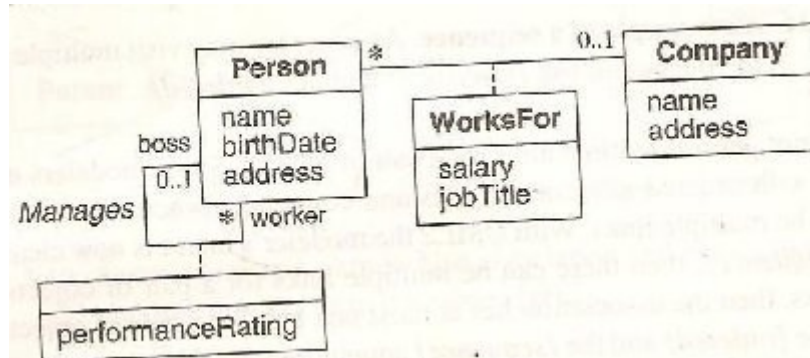 Person
name
birthDate
address
*
0..1
Company
name
address
WorksFor
salary
jobTitle
boss
0..1
Manages
* worker
performanceRating